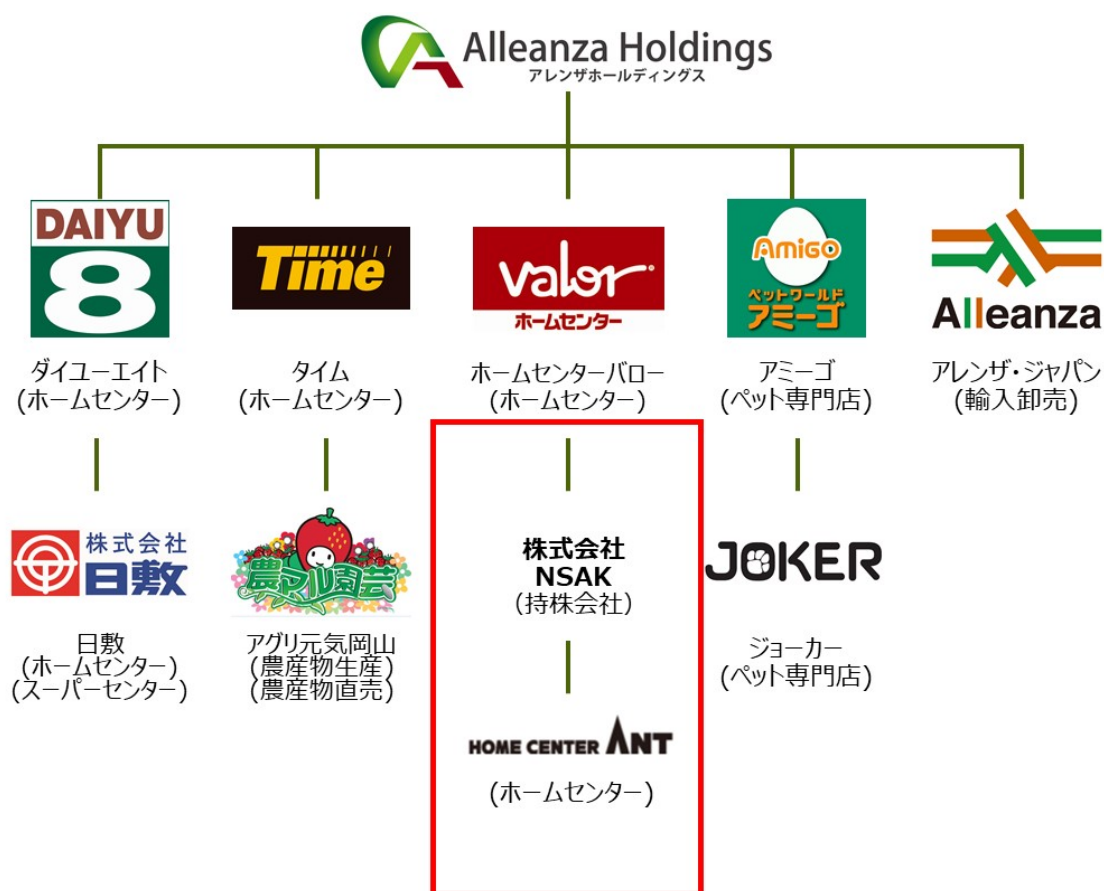 Alleanza Holdings
アレンザホールディングス
DAIYU
8
ダイユーエイト
(ホームセンター)
Time
タイム
(ホームセンター)
Valor
ホームセンター
ホームセンターバロー
(ホームセンター)
AMIGO
ペットワールド
アミーゴ
アミーゴ
(ペット専門店)
Alleanza
アレンザ・ジャパン
(輸入卸売)
株式会社
日敷
日敷
(ホームセンター)
(スーパーセンター)
農マル園芸
アグリ元気岡山
(農産物生産)
(農産物直売)
株式会社
NSAK
(持株会社)
HOME CENTER ANT
(ホームセンター)
JOKER
ジョーカー
(ペット専門店)